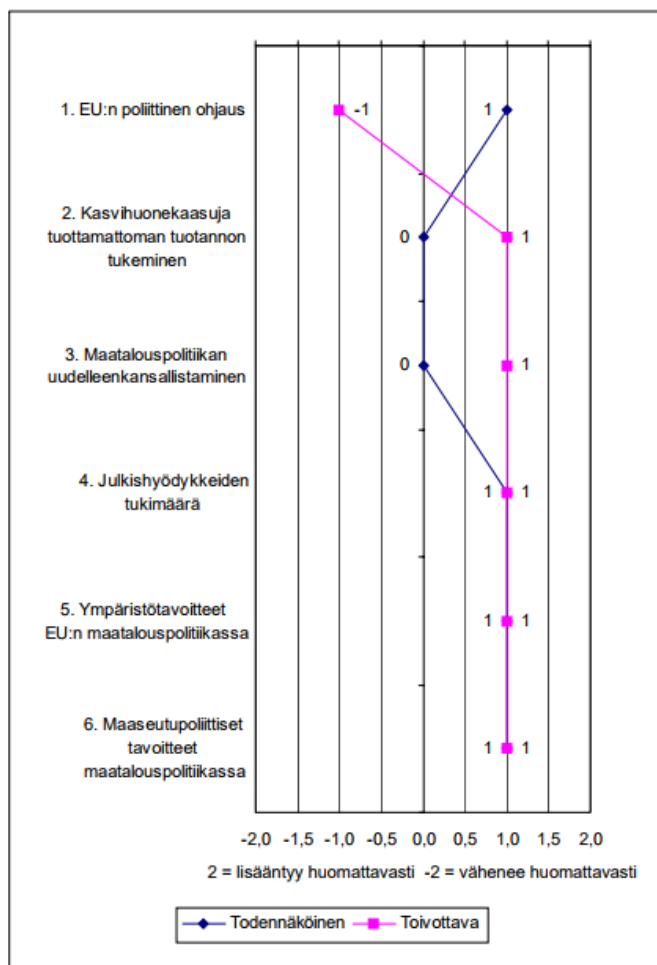 1. EU:n poliittinen ohjaus
-1
1
2. Kasvihuonekaasuja
tuottamattoman tuotannon
tukeminen
0
1
3. Maatalouspolitiikan
uudelleenkansallistaminen
0
1
4. Julkishyödykkeiden
tukimäärä
1
1
5. Ympäristötavoitteet
EU:n maatalouspolitiikassa
1
1
6. Maaseutupoliittiset
tavoitteet
maatalouspolitiikassa
1
1
-2,0 -1,5 -1,0 -0,5 0,0 0,5 1,0 1,5 2,0
2 = lisääntyy huomattavasti -2 = vähenee huomattavasti
Todennäköinen Toivottava